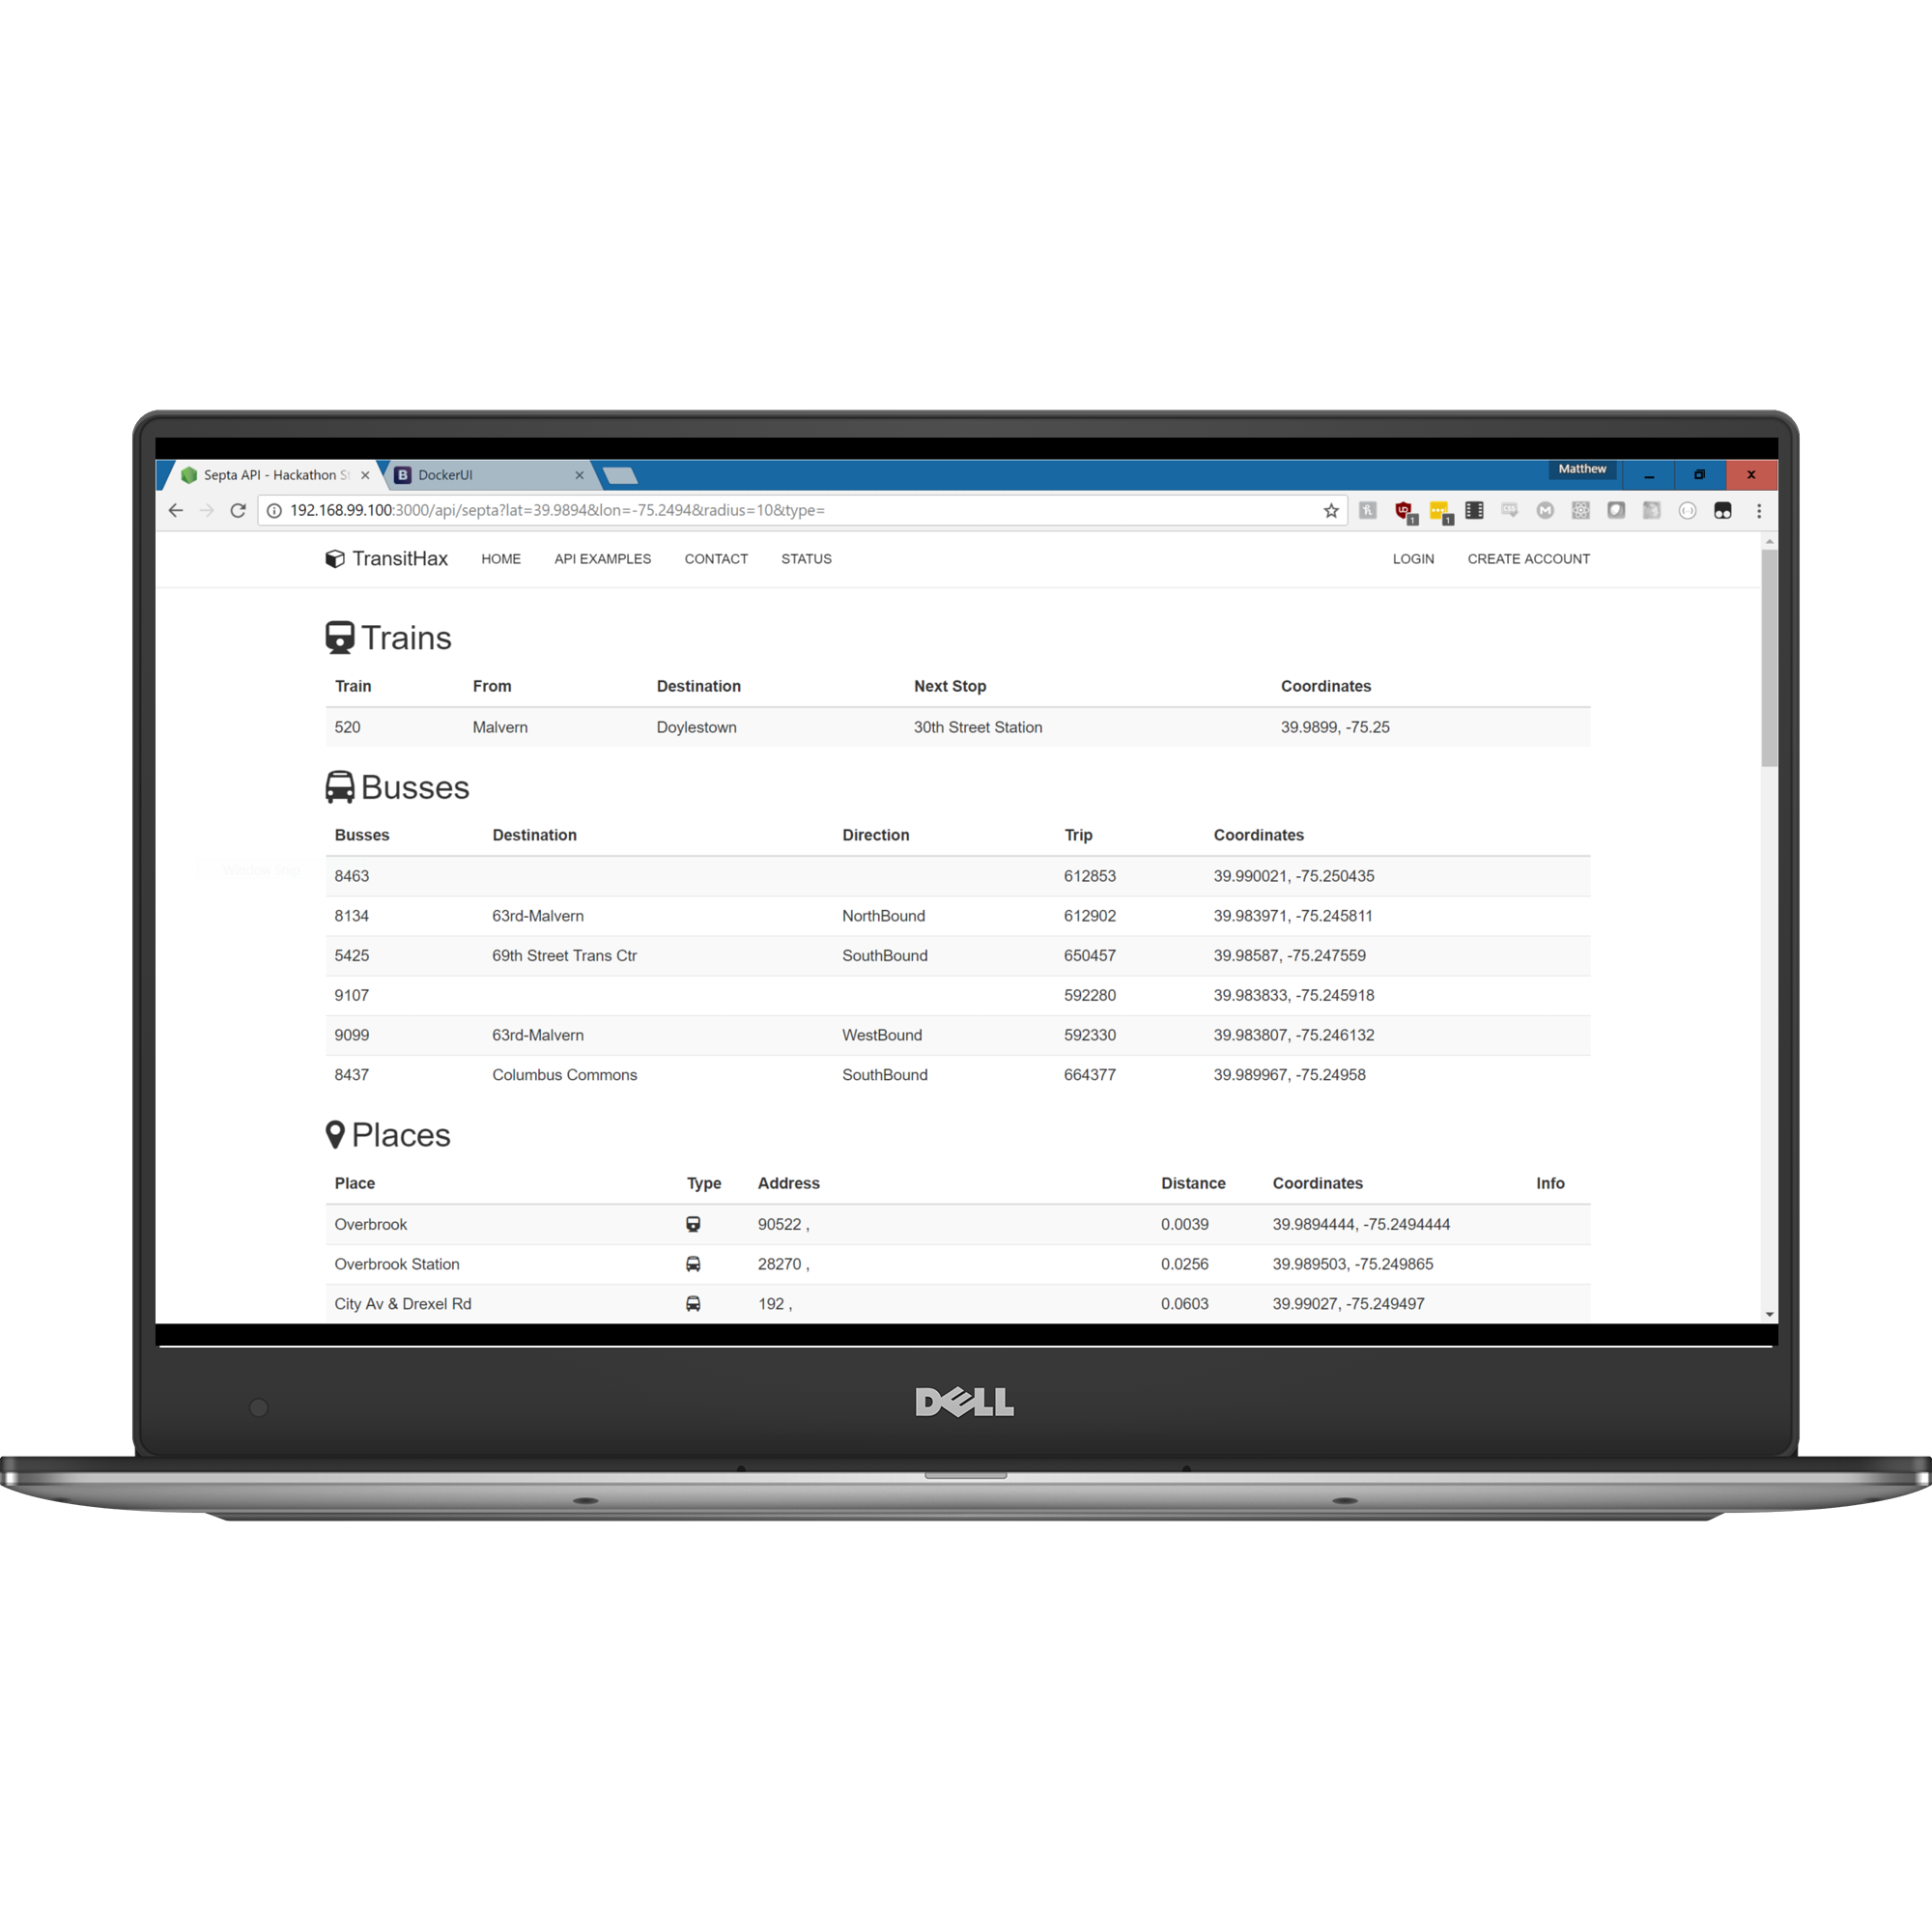 Septa API - Hackathon S
DockerUI
Matthew
192.168.99.100:3000/api/septa?lat=39.9894&lon=-75.2494&radius=10&type=
1
1
TransitHax HOME API EXAMPLES CONTACT STATUS LOGIN CREATE ACCOUNT
Trains
Train From Destination Next Stop Coordinates
520 Malvern Doylestown 30th Street Station 39.9899, -75.25
Busses
Busses Destination Direction Trip Coordinates
8463 612853 39.990021, -75.250435
8134 63rd-Malvern NorthBound 612902 39.983971, -75.245811
5425 69th Street Trans Ctr SouthBound 650457 39.98587, -75.247559
9107 592280 39.983833, -75.245918
9099 63rd-Malvern WestBound 592330 39.983807, -75.246132
8437 Columbus Commons SouthBound 664377 39.989967, -75.24958
Places
Place Type Address Distance Coordinates Info
Overbrook 90522 , 0.0039 39.9894444, -75.2494444
Overbrook Station 28270 , 0.0256 39.989503, -75.249865
City Av & Drexel Rd 192 , 0.0603 39.99027, -75.249497
DELL